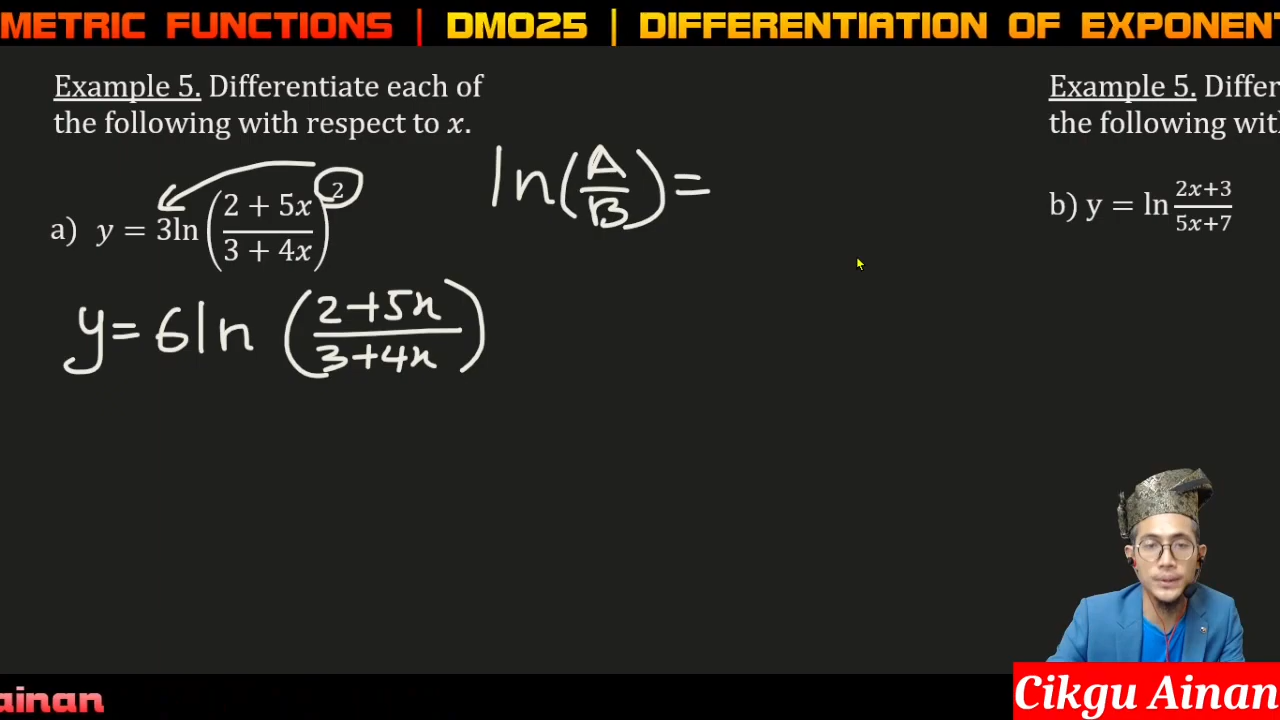 METRIC FUNCTIONS | DM025 | DIFFERENTIATION OF EXPONENT
Example 5. Differentiate each of
the following with respect to x.
a) y = 3ln((2 + 5x)/(3 + 4x))^2
ln(A/B)=
y=6ln ((2+5x)/(3+4x))
Example 5. Differ
the following wit
b) y = ln (2x+3)/(5x+7)
Cikgu Ainan
ainan